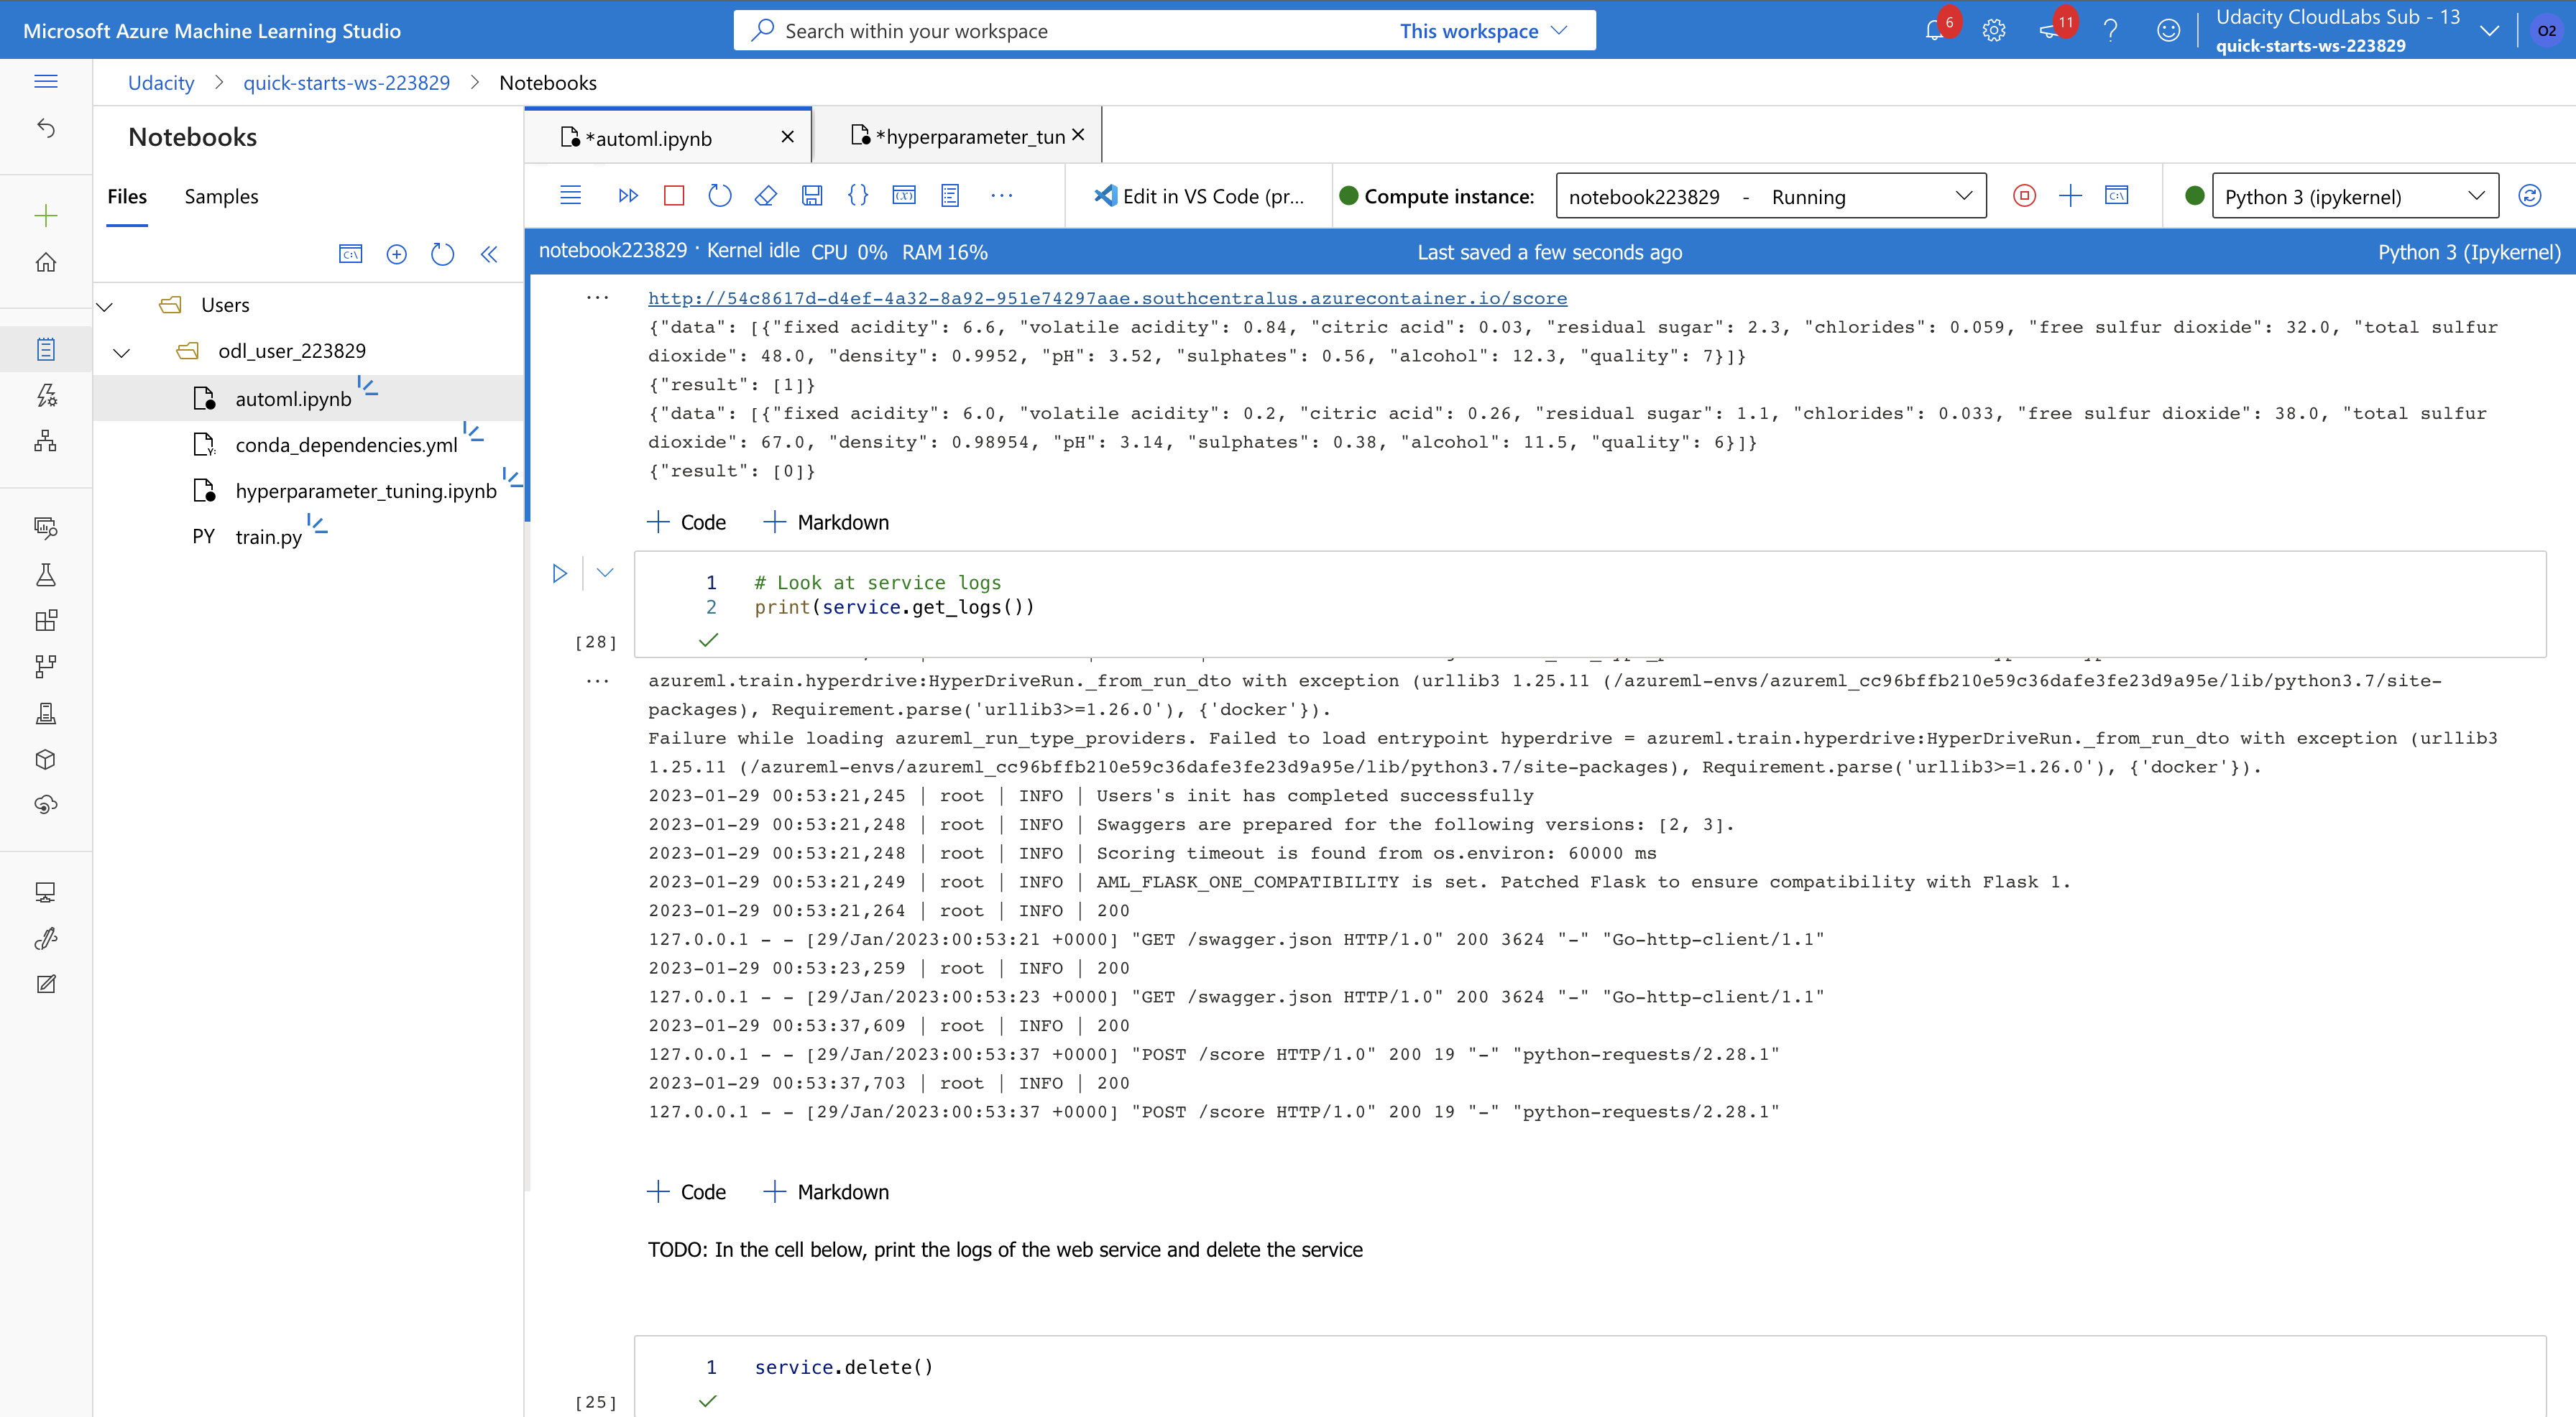 Microsoft Azure Machine Learning Studio
Search within your workspace
This workspace
6
11
Udacity CloudLabs Sub - 13
quick-starts-ws-223829
O2
Udacity > quick-starts-ws-223829 > Notebooks
Notebooks
Files
Samples
Users
odl_user_223829
automl.ipynb
conda_dependencies.yml
hyperparameter_tuning.ipynb
PY train.py
*automl.ipynb
*hyperparameter_tun
Edit in VS Code (pr...
Compute instance:
notebook223829 - Running
Python 3 (ipykernel)
notebook223829 · Kernel idle CPU 0% RAM 16%
Last saved a few seconds ago
Python 3 (Ipykernel)
http://54c8617d-d4ef-4a32-8a92-951e74297aae.southcentralus.azurecontainer.io/score
{"data": [{"fixed acidity": 6.6, "volatile acidity": 0.84, "citric acid": 0.03, "residual sugar": 2.3, "chlorides": 0.059, "free sulfur dioxide": 32.0, "total sulfur
dioxide": 48.0, "density": 0.9952, "pH": 3.52, "sulphates": 0.56, "alcohol": 12.3, "quality": 7}]}
{"result": [1]}
{"data": [{"fixed acidity": 6.0, "volatile acidity": 0.2, "citric acid": 0.26, "residual sugar": 1.1, "chlorides": 0.033, "free sulfur dioxide": 38.0, "total sulfur
dioxide": 67.0, "density": 0.98954, "pH": 3.14, "sulphates": 0.38, "alcohol": 11.5, "quality": 6}]}
{"result": [0]}
+ Code + Markdown
1 # Look at service logs
2 print(service.get_logs())
[28]
azureml.train.hyperdrive:HyperDriveRun._from_run_dto with exception (urllib3 1.25.11 (/azureml-envs/azureml_cc96bffb210e59c36dafe3fe23d9a95e/lib/python3.7/site-
packages), Requirement.parse('urllib3>=1.26.0'), {'docker'}).
Failure while loading azureml_run_type_providers. Failed to load entrypoint hyperdrive = azureml.train.hyperdrive:HyperDriveRun._from_run_dto with exception (urllib3
1.25.11 (/azureml-envs/azureml_cc96bffb210e59c36dafe3fe23d9a95e/lib/python3.7/site-packages), Requirement.parse('urllib3>=1.26.0'), {'docker'}).
2023-01-29 00:53:21,245 | root | INFO | Users's init has completed successfully
2023-01-29 00:53:21,248 | root | INFO | Swaggers are prepared for the following versions: [2, 3].
2023-01-29 00:53:21,248 | root | INFO | Scoring timeout is found from os.environ: 60000 ms
2023-01-29 00:53:21,249 | root | INFO | AML_FLASK_ONE_COMPATIBILITY is set. Patched Flask to ensure compatibility with Flask 1.
2023-01-29 00:53:21,264 | root | INFO | 200
127.0.0.1 - - [29/Jan/2023:00:53:21 +0000] "GET /swagger.json HTTP/1.0" 200 3624 "-" "Go-http-client/1.1"
2023-01-29 00:53:23,259 | root | INFO | 200
127.0.0.1 - - [29/Jan/2023:00:53:23 +0000] "GET /swagger.json HTTP/1.0" 200 3624 "-" "Go-http-client/1.1"
2023-01-29 00:53:37,609 | root | INFO | 200
127.0.0.1 - - [29/Jan/2023:00:53:37 +0000] "POST /score HTTP/1.0" 200 19 "-" "python-requests/2.28.1"
2023-01-29 00:53:37,703 | root | INFO | 200
127.0.0.1 - - [29/Jan/2023:00:53:37 +0000] "POST /score HTTP/1.0" 200 19 "-" "python-requests/2.28.1"
+ Code + Markdown
TODO: In the cell below, print the logs of the web service and delete the service
1 service.delete()
[25]